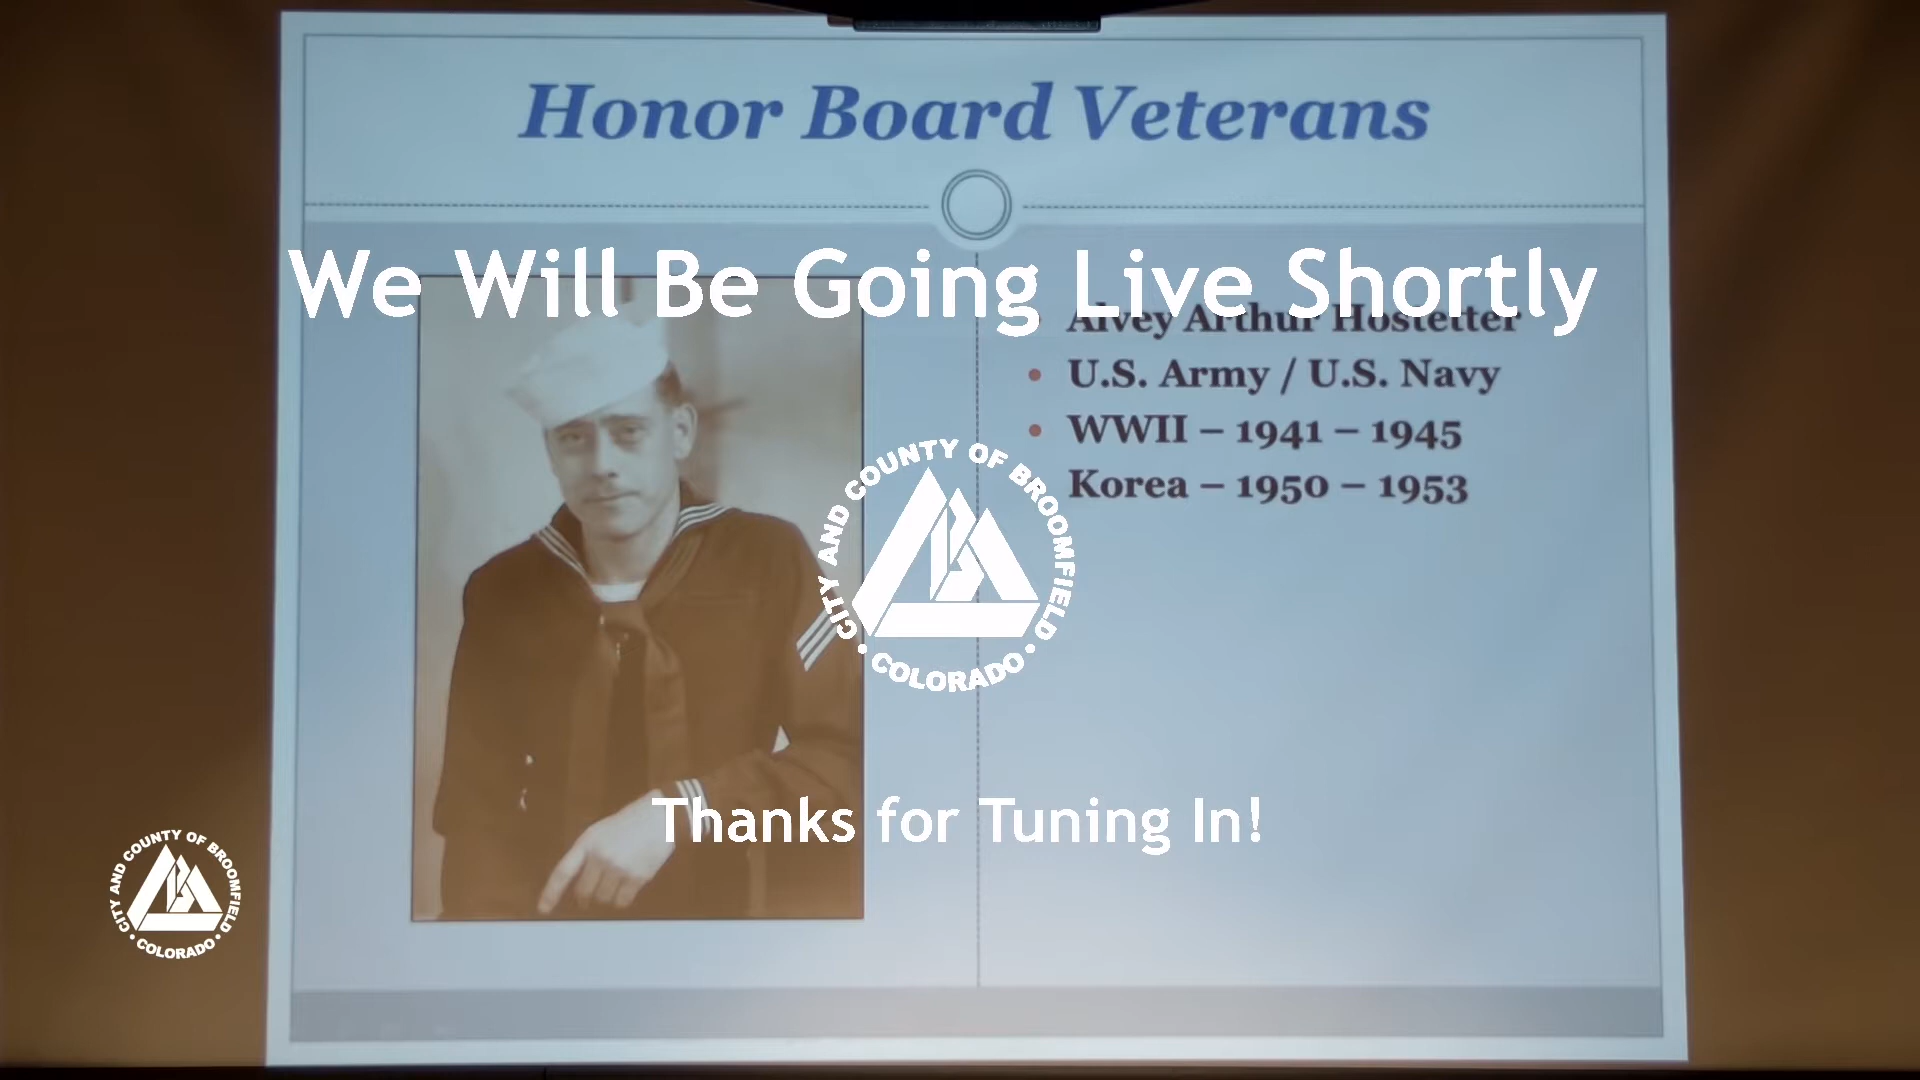 Honor Board Veterans
We Will Be Going Live Shortly
Alvey Arthur Hostetter
U.S. Army / U.S. Navy
WWII – 1941 – 1945
Korea – 1950 – 1953
CITY AND COUNTY OF BROOMFIELD
• COLORADO •
Thanks for Tuning In!
CITY AND COUNTY OF BROOMFIELD
• COLORADO •